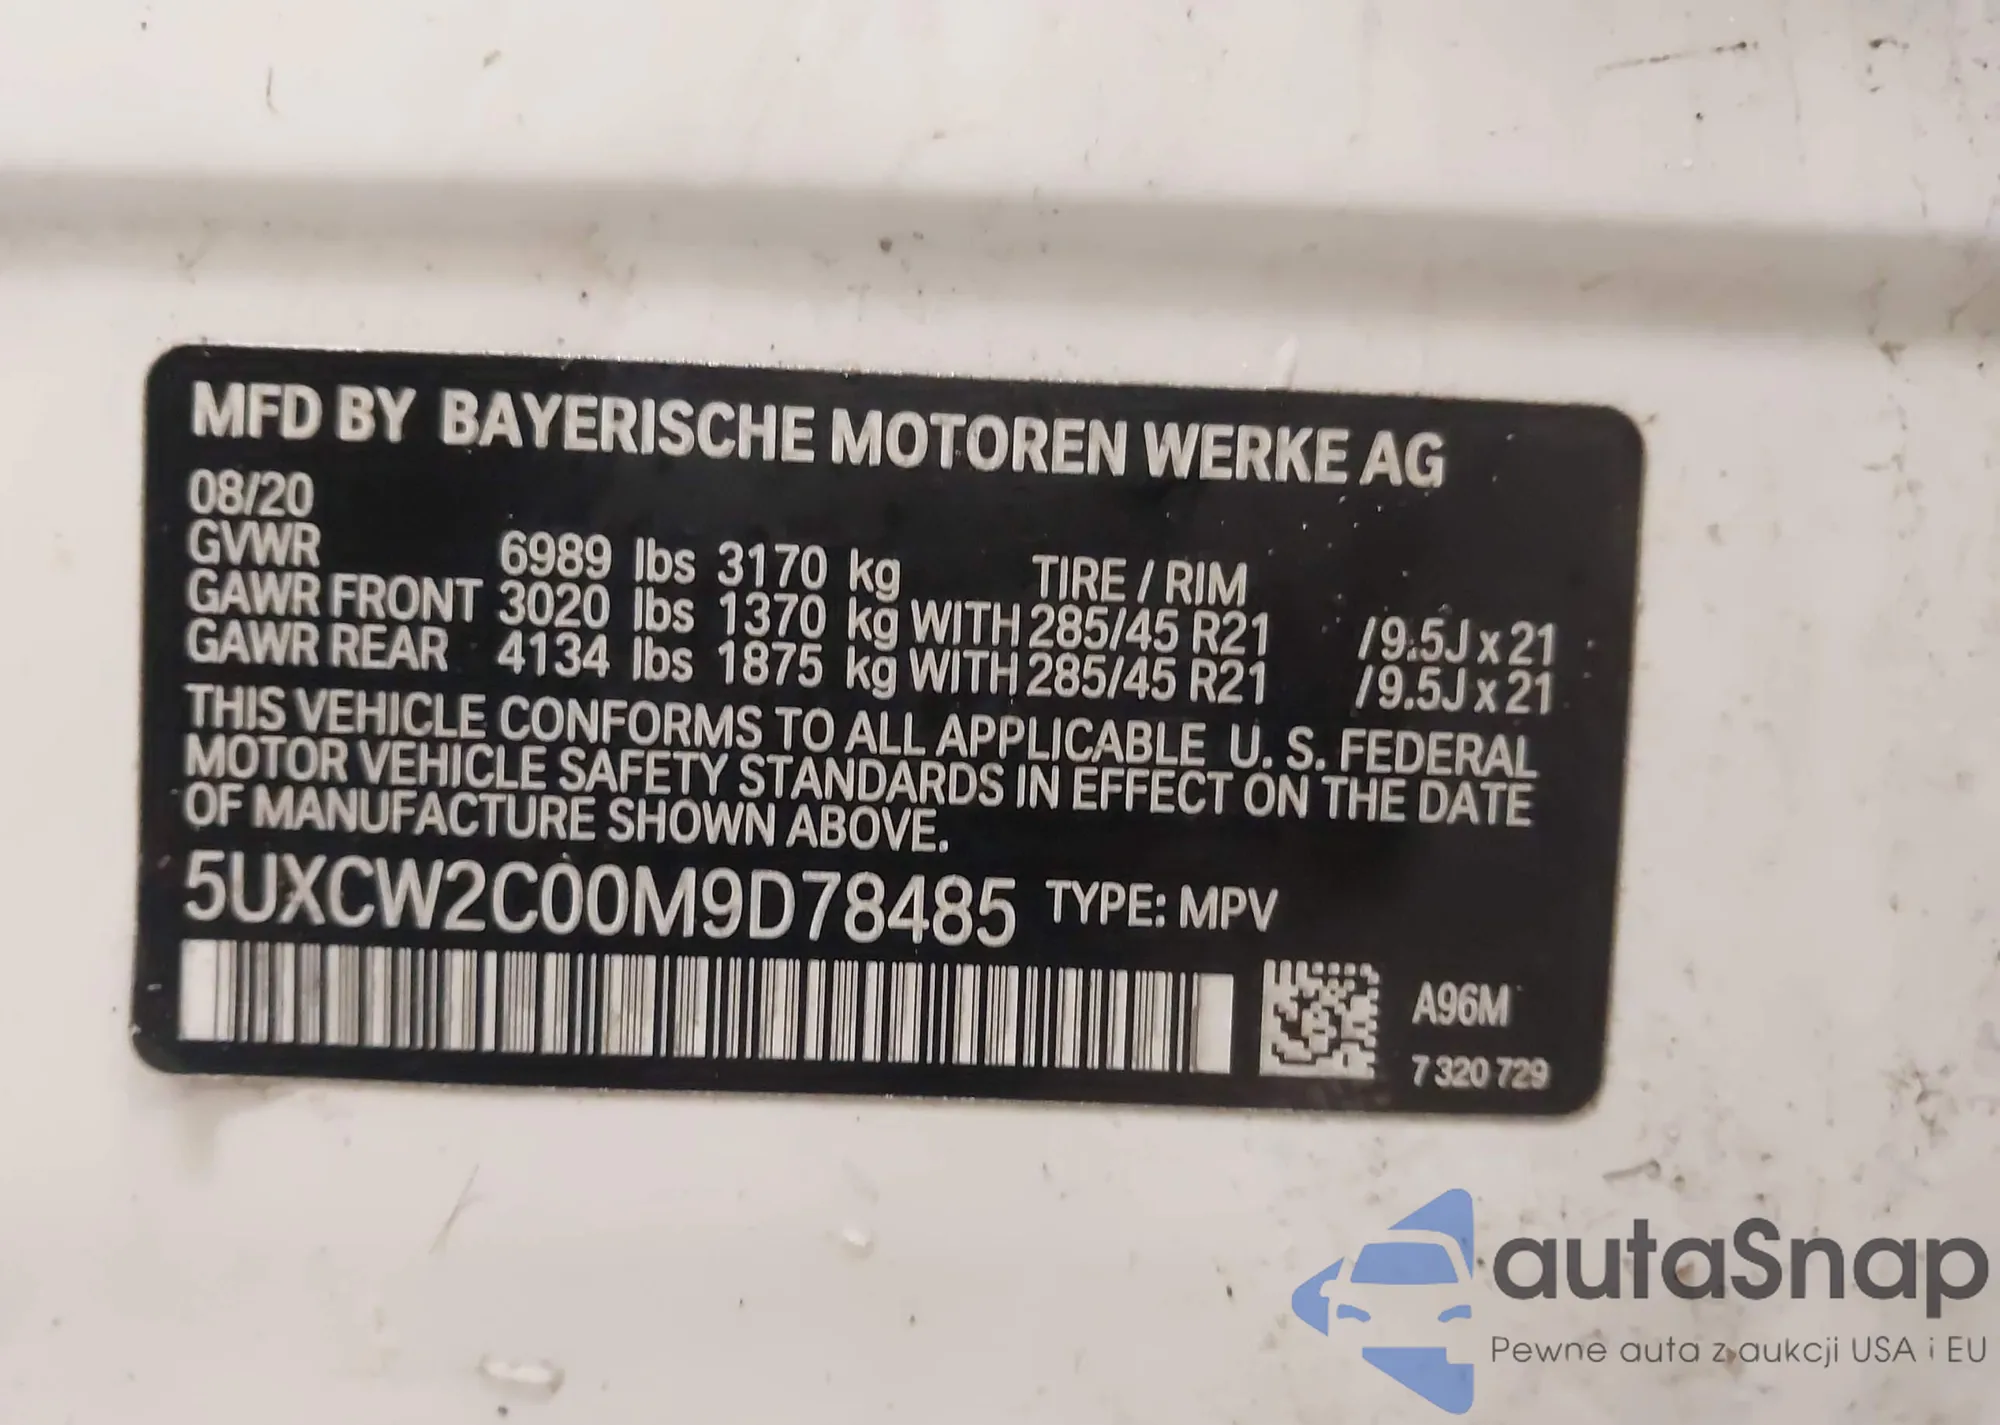 MFD BY BAYERISCHE MOTOREN WERKE AG
08/20
GVWR 6989 lbs 3170 kg TIRE / RIM
GAWR FRONT 3020 lbs 1370 kg WITH 285/45 R21 /9.5J x 21
GAWR REAR 4134 lbs 1875 kg WITH 285/45 R21 /9.5J x 21
THIS VEHICLE CONFORMS TO ALL APPLICABLE U. S. FEDERAL
MOTOR VEHICLE SAFETY STANDARDS IN EFFECT ON THE DATE
OF MANUFACTURE SHOWN ABOVE.
5UXCW2C00M9D78485 TYPE: MPV
A96M
7 320 729
autaSnap
Pewne auta z aukcji USA i EU